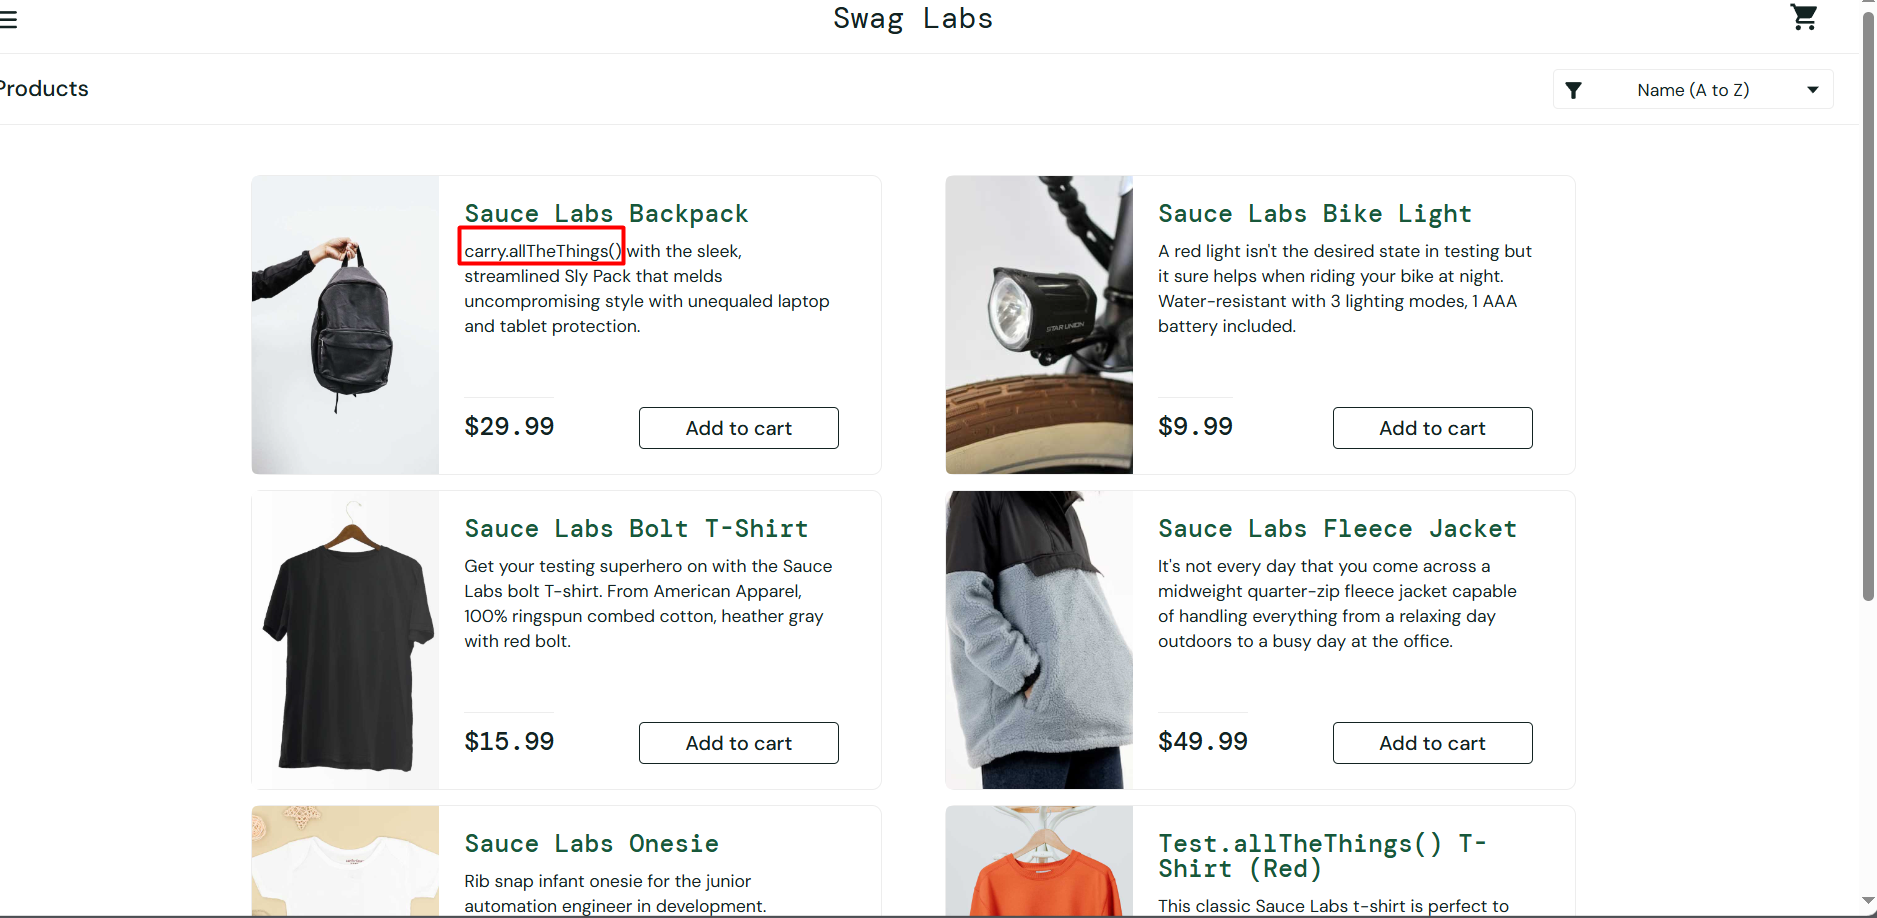 Swag Labs
Products
Name (A to Z)
Sauce Labs Backpack
carry.allTheThings() with the sleek,
streamlined Sly Pack that melds
uncompromising style with unequaled laptop
and tablet protection.
$29.99
Add to cart
Sauce Labs Bike Light
A red light isn't the desired state in testing but
it sure helps when riding your bike at night.
Water-resistant with 3 lighting modes, 1 AAA
battery included.
$9.99
Add to cart
STAR UNION
Sauce Labs Bolt T-Shirt
Get your testing superhero on with the Sauce
Labs bolt T-shirt. From American Apparel,
100% ringspun combed cotton, heather gray
with red bolt.
$15.99
Add to cart
Sauce Labs Fleece Jacket
It's not every day that you come across a
midweight quarter-zip fleece jacket capable
of handling everything from a relaxing day
outdoors to a busy day at the office.
$49.99
Add to cart
Sauce Labs Onesie
Rib snap infant onesie for the junior
automation engineer in development.
Test.allTheThings() T-
Shirt (Red)
This classic Sauce Labs t-shirt is perfect to